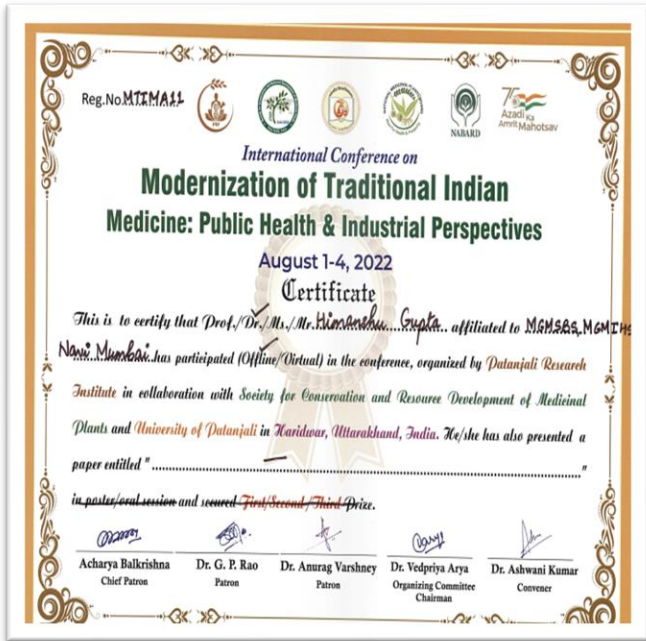 Reg.No.MTIMA11
NABARD
75
Azadi Ka
Amrit Mahotsav
International Conference on
Modernization of Traditional Indian
Medicine: Public Health & Industrial Perspectives
August 1-4, 2022
Certificate
This is to certify that Prof./Dr./Ms./Mr. Himanshu Gupta affiliated to MGMSBS, MGMIHS
Navi Mumbai has participated (Offline/Virtual) in the conference, organized by Patanjali Research
Institute in collaboration with Society for Conservation and Resource Development of Medicinal
Plants and University of Patanjali in Haridwar, Uttarakhand, India. He/she has also presented a
paper entitled "................................................................"
in poster/oral session and secured First/Second/Third Prize.
Acharya Balkrishna Dr. G. P. Rao Dr. Anurag Varshney Dr. Vedpriya Arya Dr. Ashwani Kumar
Chief Patron Patron Patron Organizing Committee Convener
Chairman